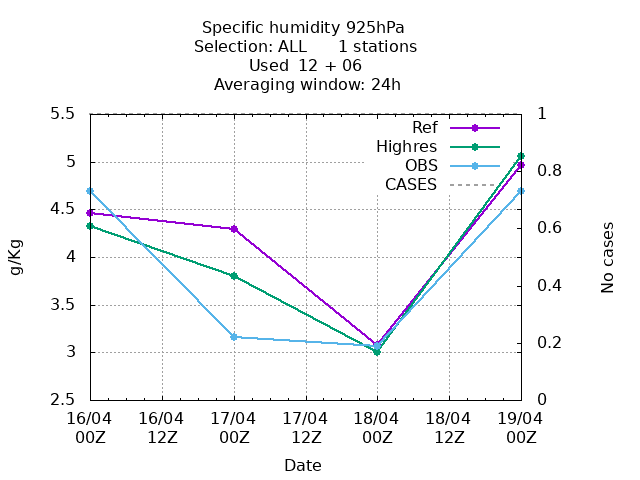 Specific humidity 925hPa
Selection: ALL      1 stations
Used  12 + 06
Averaging window: 24h
5.5
5
4.5
4
3.5
3
2.5
g/Kg
1
0.8
0.6
0.4
0.2
0
No cases
Ref
Highres
OBS
CASES
16/04 16/04 17/04 17/04 18/04 18/04 19/04
00Z 12Z 00Z 12Z 00Z 12Z 00Z
Date